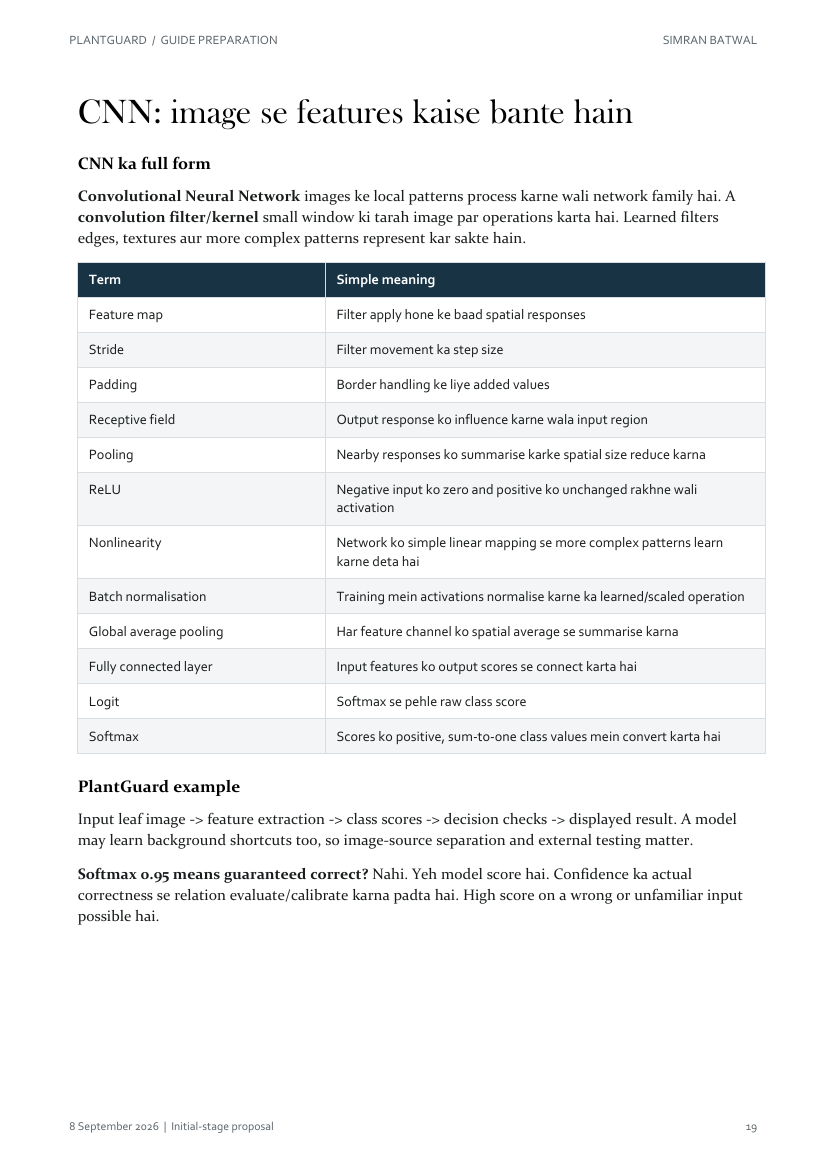 PLANTGUARD / GUIDE PREPARATION
SIMRAN BATWAL
CNN: image se features kaise bante hain
CNN ka full form
Convolutional Neural Network images ke local patterns process karne wali network family hai. A
convolution filter/kernel small window ki tarah image par operations karta hai. Learned filters
edges, textures aur more complex patterns represent kar sakte hain.
Term
Simple meaning
Feature map
Filter apply hone ke baad spatial responses
Stride
Filter movement ka step size
Padding
Border handling ke liye added values
Receptive field
Output response ko influence karne wala input region
Pooling
Nearby responses ko summarise karke spatial size reduce karna
ReLU
Negative input ko zero and positive ko unchanged rakhne wali
activation
Nonlinearity
Network ko simple linear mapping se more complex patterns learn
karne deta hai
Batch normalisation
Training mein activations normalise karne ka learned/scaled operation
Global average pooling
Har feature channel ko spatial average se summarise karna
Fully connected layer
Input features ko output scores se connect karta hai
Logit
Softmax se pehle raw class score
Softmax
Scores ko positive, sum-to-one class values mein convert karta hai
PlantGuard example
Input leaf image -> feature extraction -> class scores -> decision checks -> displayed result. A model
may learn background shortcuts too, so image-source separation and external testing matter.
Softmax 0.95 means guaranteed correct? Nahi. Yeh model score hai. Confidence ka actual
correctness se relation evaluate/calibrate karna padta hai. High score on a wrong or unfamiliar input
possible hai.
8 September 2026 | Initial-stage proposal
19